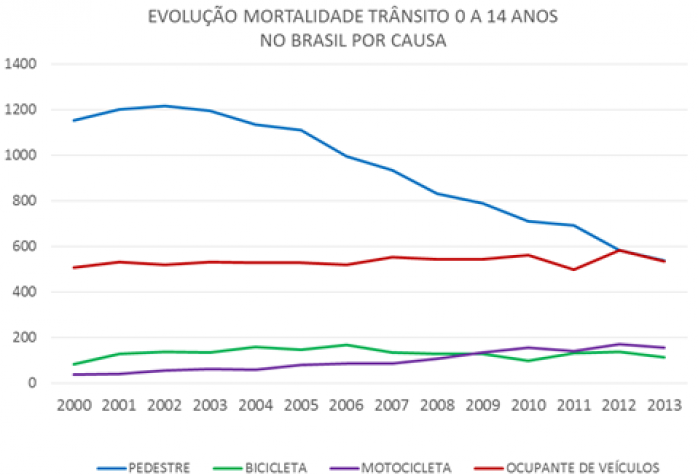 EVOLUÇÃO MORTALIDADE TRÂNSITO 0 A 14 ANOS
NO BRASIL POR CAUSA
1400
1200
1000
800
600
400
200
0
2000 2001 2002 2003 2004 2005 2006 2007 2008 2009 2010 2011 2012 2013
PEDESTRE BICICLETA MOTOCICLETA OCUPANTE DE VEÍCULOS